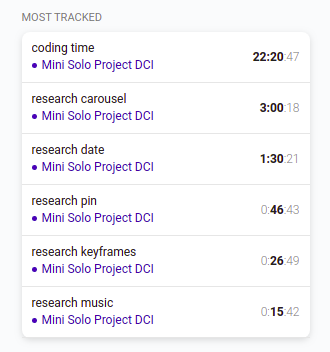 MOST TRACKED
coding time
• Mini Solo Project DCI
22:20:47
research carousel
• Mini Solo Project DCI
3:00:18
research date
• Mini Solo Project DCI
1:30:21
research pin
• Mini Solo Project DCI
0:46:43
research keyframes
• Mini Solo Project DCI
0:26:49
research music
• Mini Solo Project DCI
0:15:42